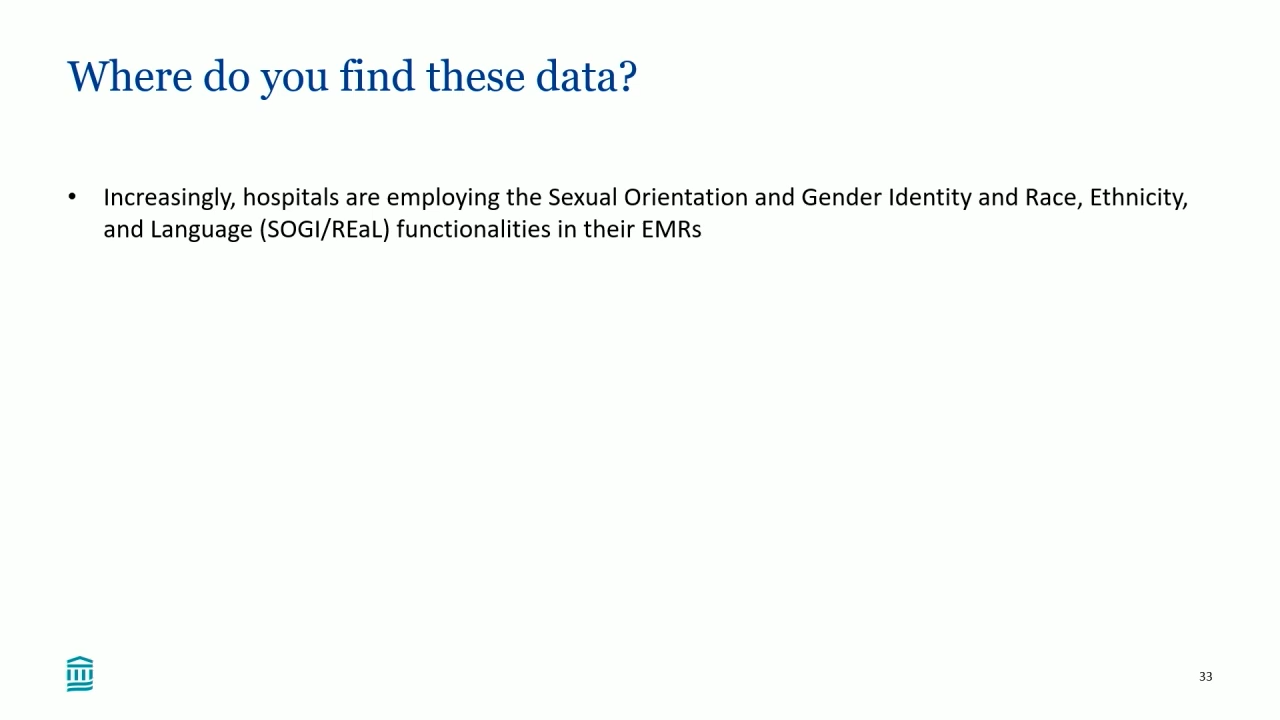 Where do you find these data?
• Increasingly, hospitals are employing the Sexual Orientation and Gender Identity and Race, Ethnicity,
and Language (SOGI/REaL) functionalities in their EMRs
33